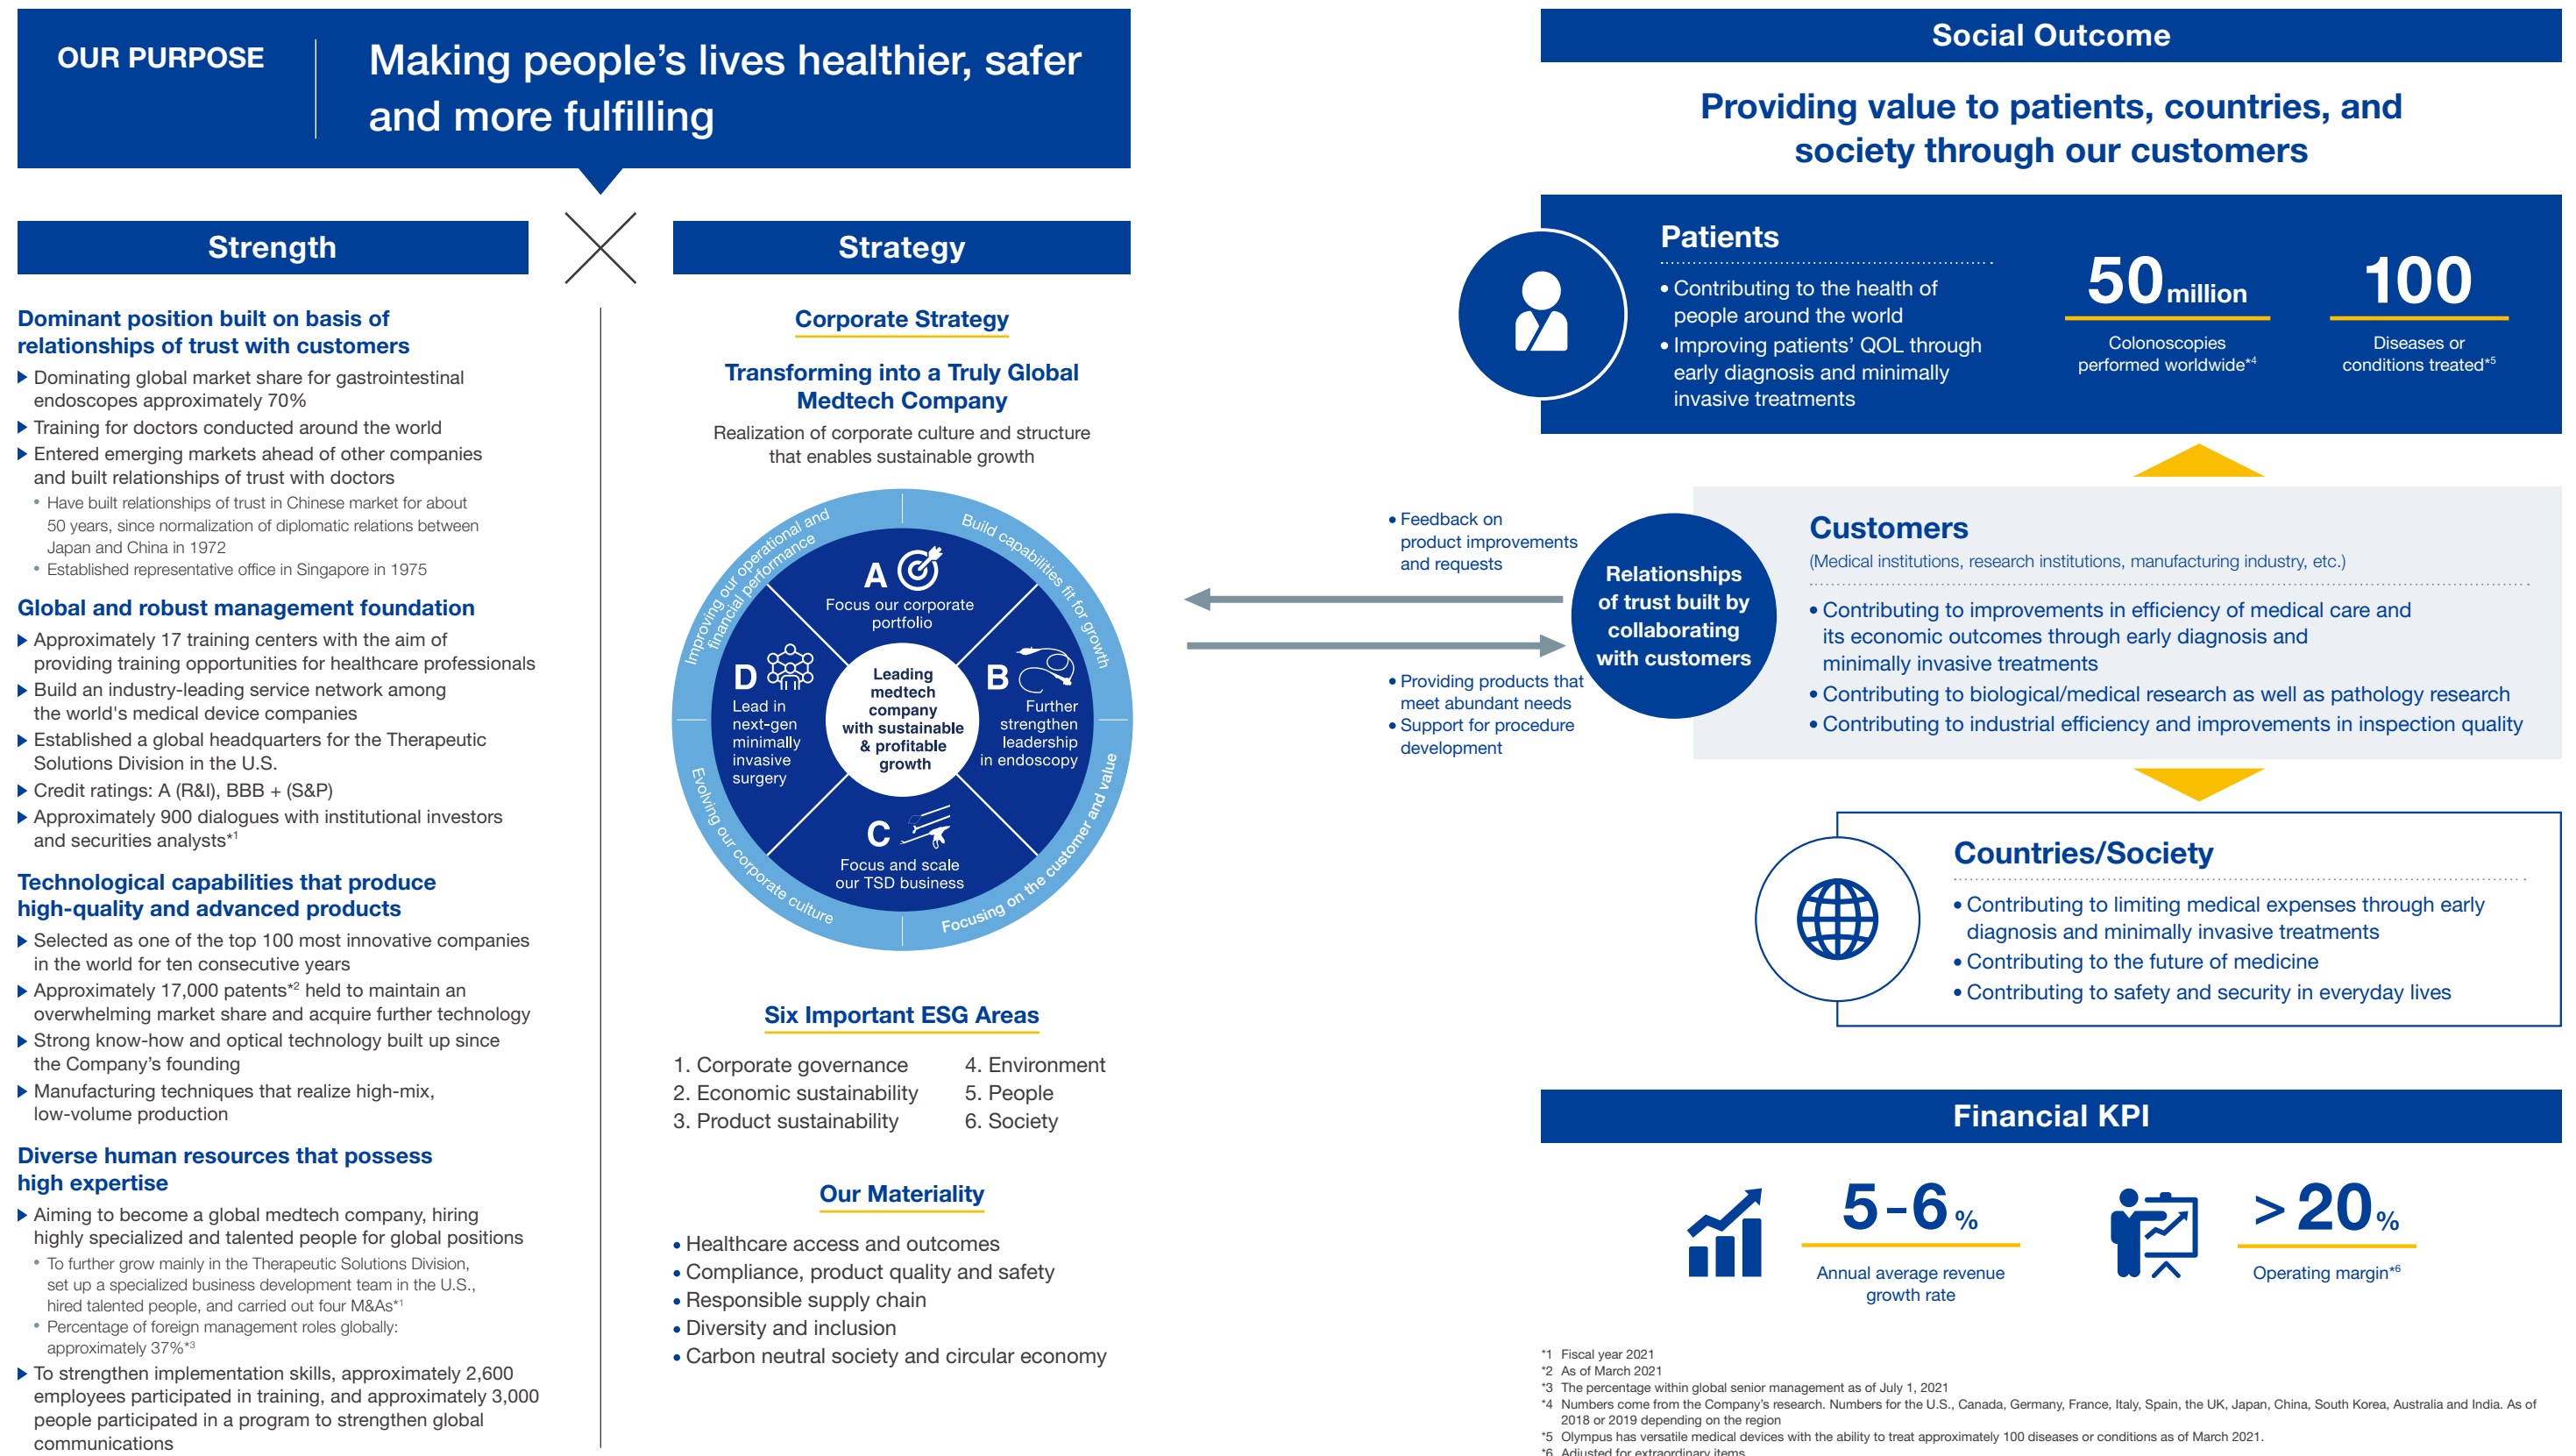 OUR PURPOSE
Making people’s lives healthier, safer
and more fulfilling
Strength
Dominant position built on basis of
relationships of trust with customers
Dominating global market share for gastrointestinal
endoscopes approximately 70%
Training for doctors conducted around the world
Entered emerging markets ahead of other companies
and built relationships of trust with doctors
• Have built relationships of trust in Chinese market for about
50 years, since normalization of diplomatic relations between
Japan and China in 1972
• Established representative office in Singapore in 1975
Global and robust management foundation
Approximately 17 training centers with the aim of
providing training opportunities for healthcare professionals
Build an industry-leading service network among
the world's medical device companies
Established a global headquarters for the Therapeutic
Solutions Division in the U.S.
Credit ratings: A (R&I), BBB + (S&P)
Approximately 900 dialogues with institutional investors
and securities analysts*1
Technological capabilities that produce
high-quality and advanced products
Selected as one of the top 100 most innovative companies
in the world for ten consecutive years
Approximately 17,000 patents*2 held to maintain an
overwhelming market share and acquire further technology
Strong know-how and optical technology built up since
the Company’s founding
Manufacturing techniques that realize high-mix,
low-volume production
Diverse human resources that possess
high expertise
Aiming to become a global medtech company, hiring
highly specialized and talented people for global positions
• To further grow mainly in the Therapeutic Solutions Division,
set up a specialized business development team in the U.S.,
hired talented people, and carried out four M&As*1
• Percentage of foreign management roles globally:
approximately 37%*3
To strengthen implementation skills, approximately 2,600
employees participated in training, and approximately 3,000
people participated in a program to strengthen global
communications
Strategy
Corporate Strategy
Transforming into a Truly Global
Medtech Company
Realization of corporate culture and structure
that enables sustainable growth
Improving our operational and
financial performance
Build capabilities fit for growth
Focusing on the customer and value
Evolving our corporate culture
A
Focus our corporate
portfolio
B
Further
strengthen
leadership
in endoscopy
C
Focus and scale
our TSD business
D
Lead in
next-gen
minimally
invasive
surgery
Leading
medtech
company
with sustainable
& profitable
growth
Six Important ESG Areas
1. Corporate governance
2. Economic sustainability
3. Product sustainability
4. Environment
5. People
6. Society
Our Materiality
• Healthcare access and outcomes
• Compliance, product quality and safety
• Responsible supply chain
• Diversity and inclusion
• Carbon neutral society and circular economy
• Feedback on
product improvements
and requests
• Providing products that
meet abundant needs
• Support for procedure
development
Relationships
of trust built by
collaborating
with customers
Social Outcome
Providing value to patients, countries, and
society through our customers
Patients
• Contributing to the health of
people around the world
• Improving patients’ QOL through
early diagnosis and minimally
invasive treatments
50 million
Colonoscopies
performed worldwide*4
100
Diseases or
conditions treated*5
Customers
(Medical institutions, research institutions, manufacturing industry, etc.)
• Contributing to improvements in efficiency of medical care and
its economic outcomes through early diagnosis and
minimally invasive treatments
• Contributing to biological/medical research as well as pathology research
• Contributing to industrial efficiency and improvements in inspection quality
Countries/Society
• Contributing to limiting medical expenses through early
diagnosis and minimally invasive treatments
• Contributing to the future of medicine
• Contributing to safety and security in everyday lives
Financial KPI
5-6 %
Annual average revenue
growth rate
> 20 %
Operating margin*6
*1 Fiscal year 2021
*2 As of March 2021
*3 The percentage within global senior management as of July 1, 2021
*4 Numbers come from the Company’s research. Numbers for the U.S., Canada, Germany, France, Italy, Spain, the UK, Japan, China, South Korea, Australia and India. As of
2018 or 2019 depending on the region
*5 Olympus has versatile medical devices with the ability to treat approximately 100 diseases or conditions as of March 2021.
*6 Adjusted for extraordinary items